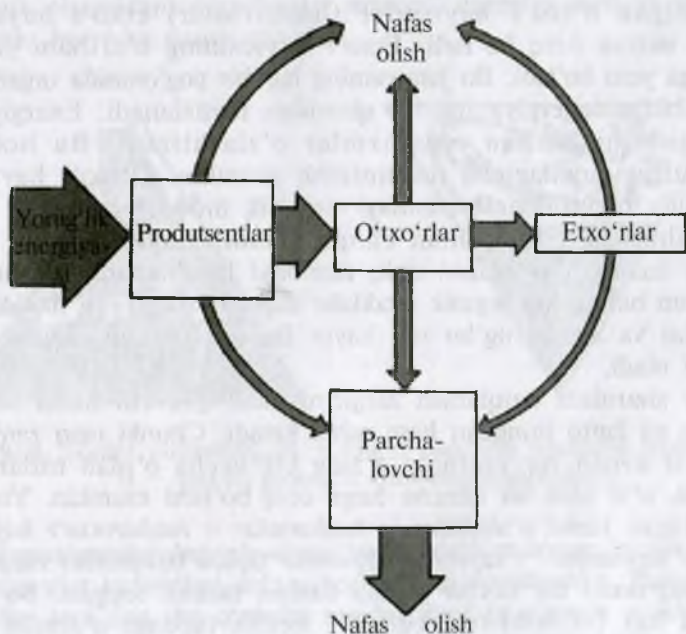 Nafas
olish
Yorug‘lik
energiya-
Produtsentlar
O‘txo‘rlar
Etxo‘rlar
Parcha-
lovchi
Nafas olish